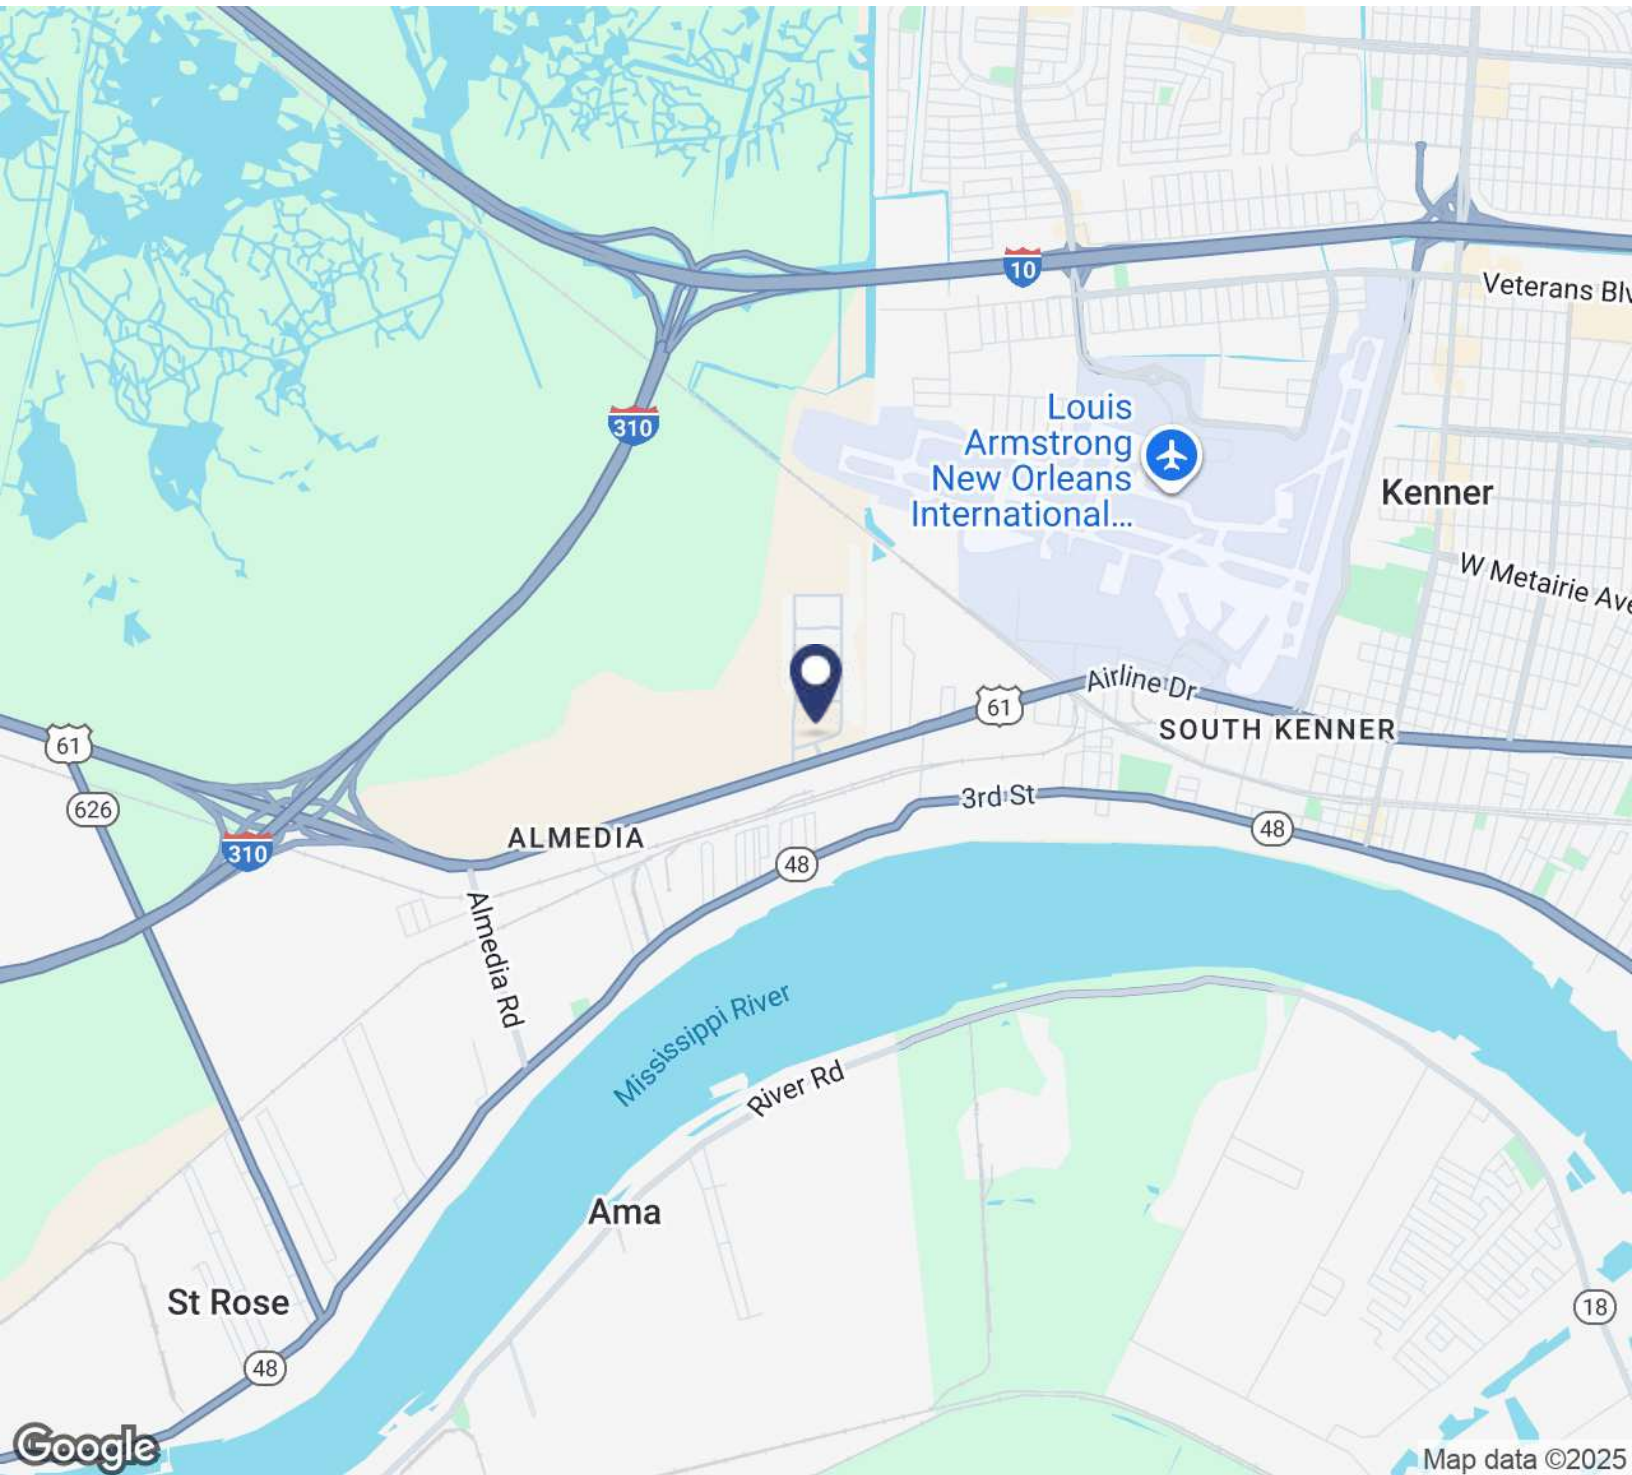 10
Veterans Blv
310
Louis
Armstrong
New Orleans
International...
Kenner
W Metairie Ave
61
Airline Dr
SOUTH KENNER
61
626
3rd St
48
ALMEDIA
310
48
Almedia Rd
Mississippi River
River Rd
Ama
St Rose
18
48
Google
Map data ©2025